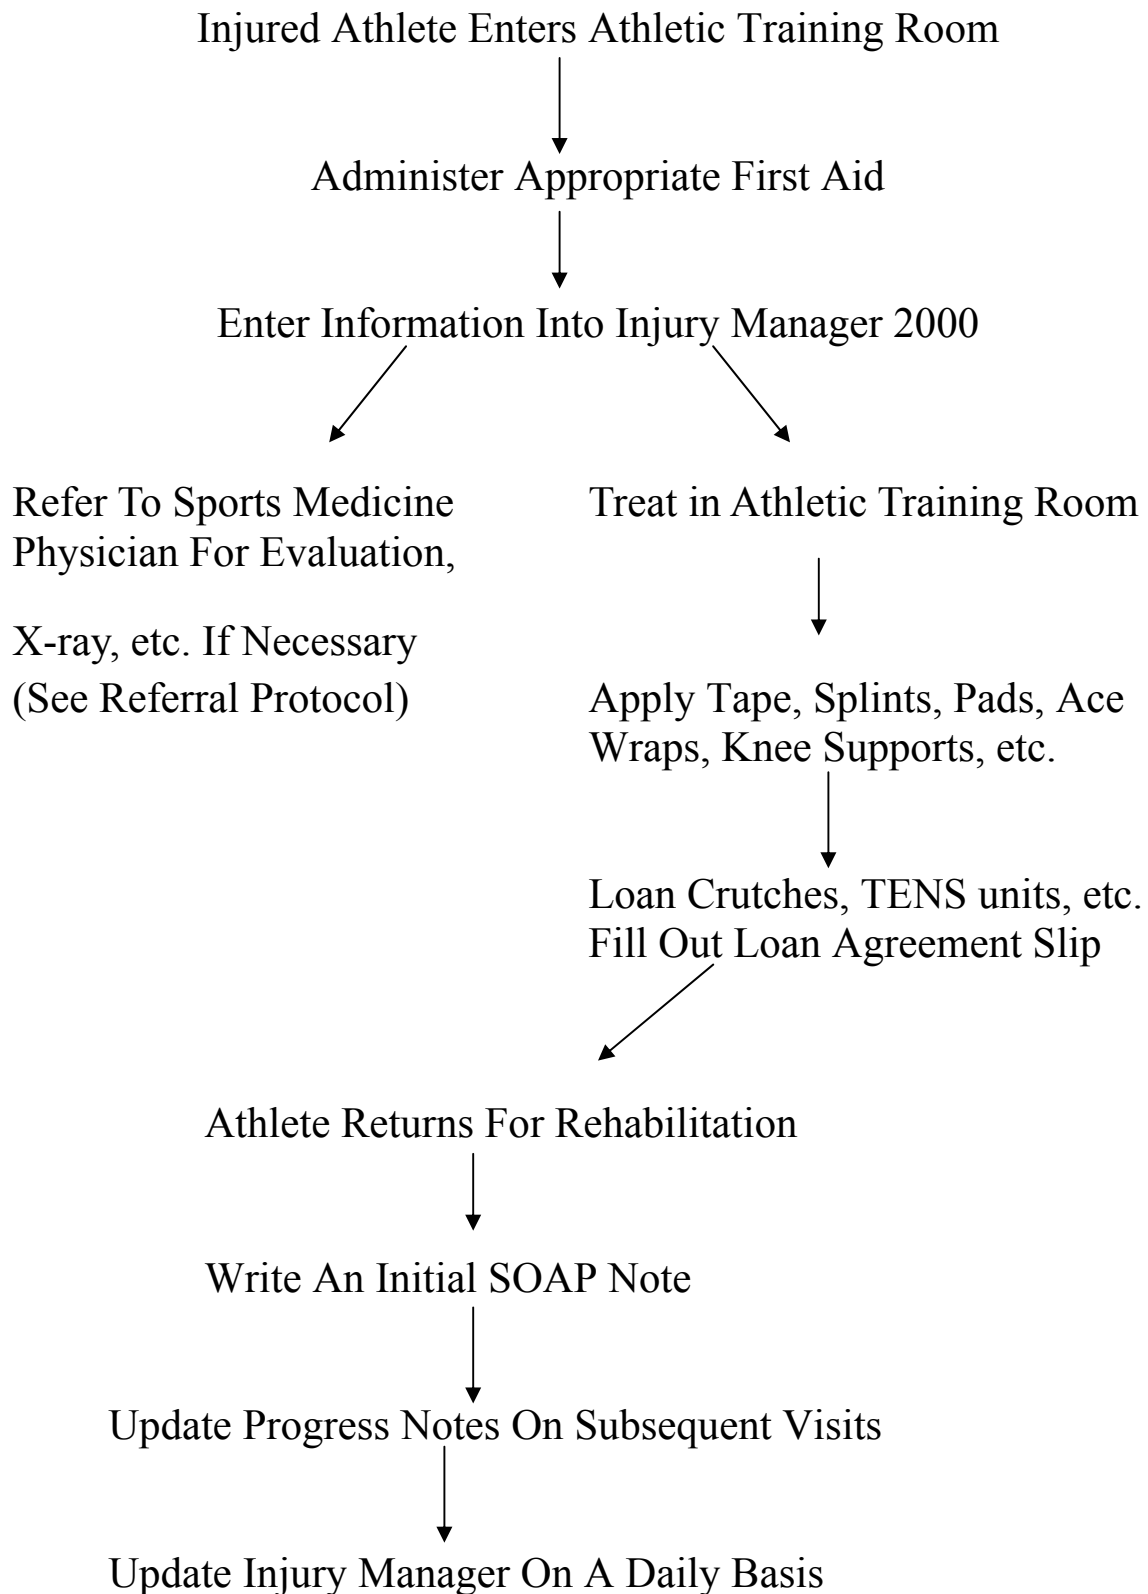 Injured Athlete Enters Athletic Training Room
Administer Appropriate First Aid
Enter Information Into Injury Manager 2000
Refer To Sports Medicine
Physician For Evaluation,
X-ray, etc. If Necessary
(See Referral Protocol)
Treat in Athletic Training Room
Apply Tape, Splints, Pads, Ace
Wraps, Knee Supports, etc.
Loan Crutches, TENS units, etc.
Fill Out Loan Agreement Slip
Athlete Returns For Rehabilitation
Write An Initial SOAP Note
Update Progress Notes On Subsequent Visits
Update Injury Manager On A Daily Basis